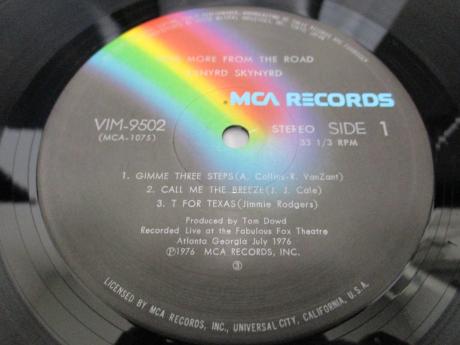 MORE FROM THE ROAD
LYNYRD SKYNYRD
MCA RECORDS
VIM-9502
(MCA-1075)
STEREO SIDE 1
33 1/3 RPM
1. GIMME THREE STEPS(A. Collins-R. VanZant)
2. CALL ME THE BREEZE(J. J. Cale)
3. T FOR TEXAS(Jimmie Rodgers)
Produced by Tom Dowd
Recorded Live at the Fabulous Fox Theatre
Atlanta Georgia July 1976
Ⓟ1976 MCA RECORDS, INC.
③
LICENSED BY MCA RECORDS, INC., UNIVERSAL CITY, CALIFORNIA, U.S.A.